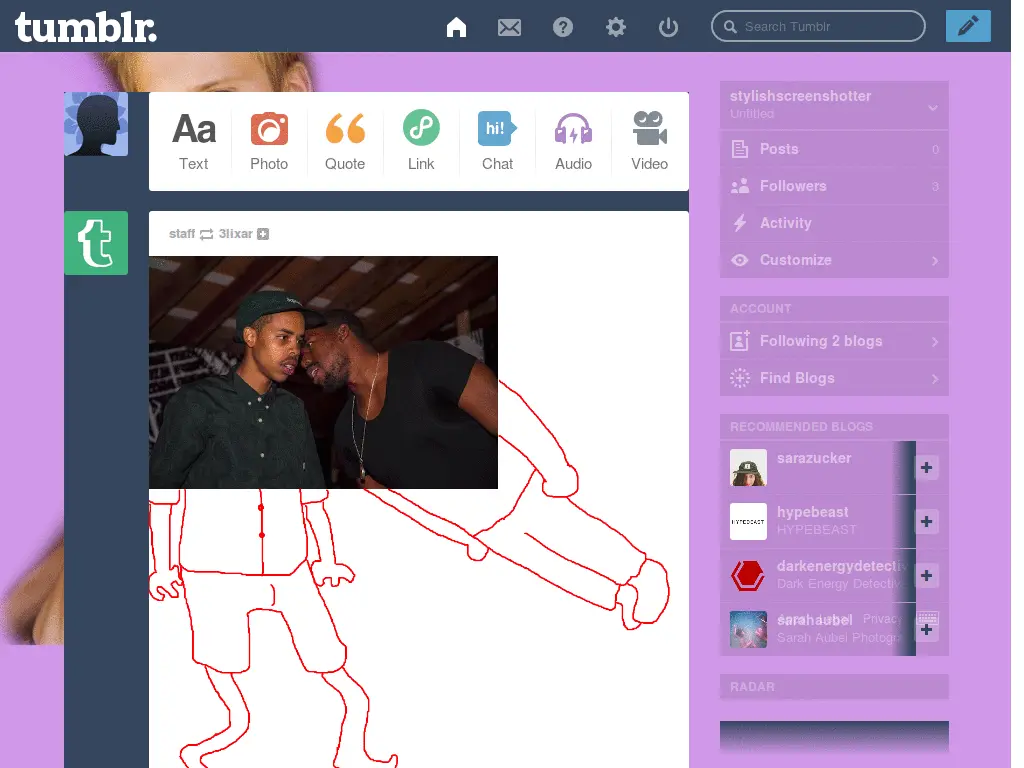 tumblr.
Search Tumblr
Aa
Text
Photo
Quote
Link
hi!
Chat
Audio
Video
staff 3lixar
stylishscreenshotter
Untitled
Posts 0
Followers 3
Activity
Customize
ACCOUNT
Following 2 blogs
Find Blogs
RECOMMENDED BLOGS
sarazucker
HYPEBEAST
hypebeast
HYPEBEAST
darkenergydetectiv
Dark Energy Detective
sarahaubel
Privacy
Sarah Aubel Photogr
RADAR